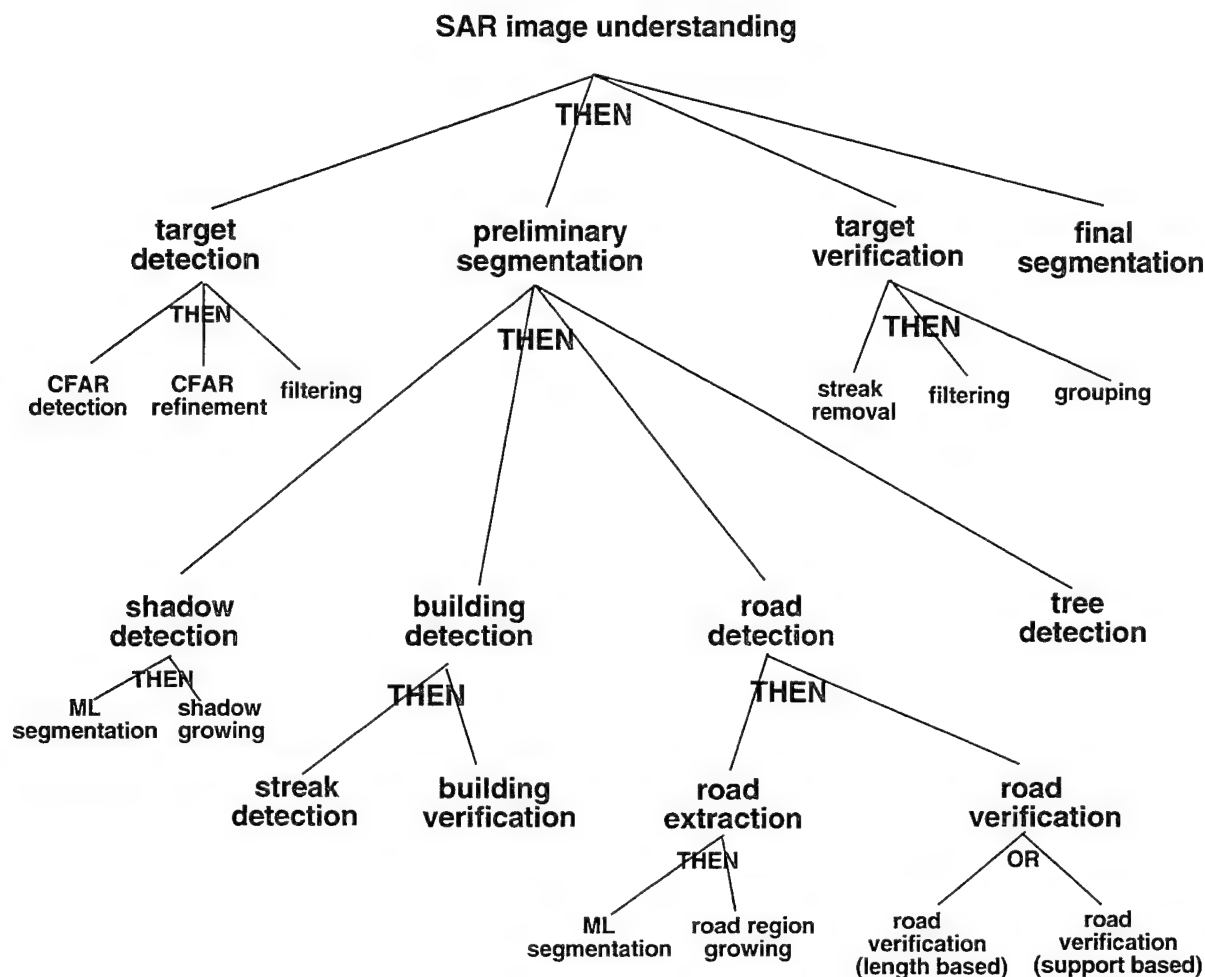 SAR image understanding
THEN
target
detection
preliminary
segmentation
target
verification
final
segmentation
THEN
CFAR
detection
CFAR
refinement
filtering
THEN
THEN
streak
removal
filtering
grouping
shadow
detection
building
detection
road
detection
tree
detection
THEN
ML
segmentation
shadow
growing
THEN
streak
detection
building
verification
THEN
road
extraction
road
verification
THEN
ML
segmentation
road region
growing
OR
road
verification
(length based)
road
verification
(support based)